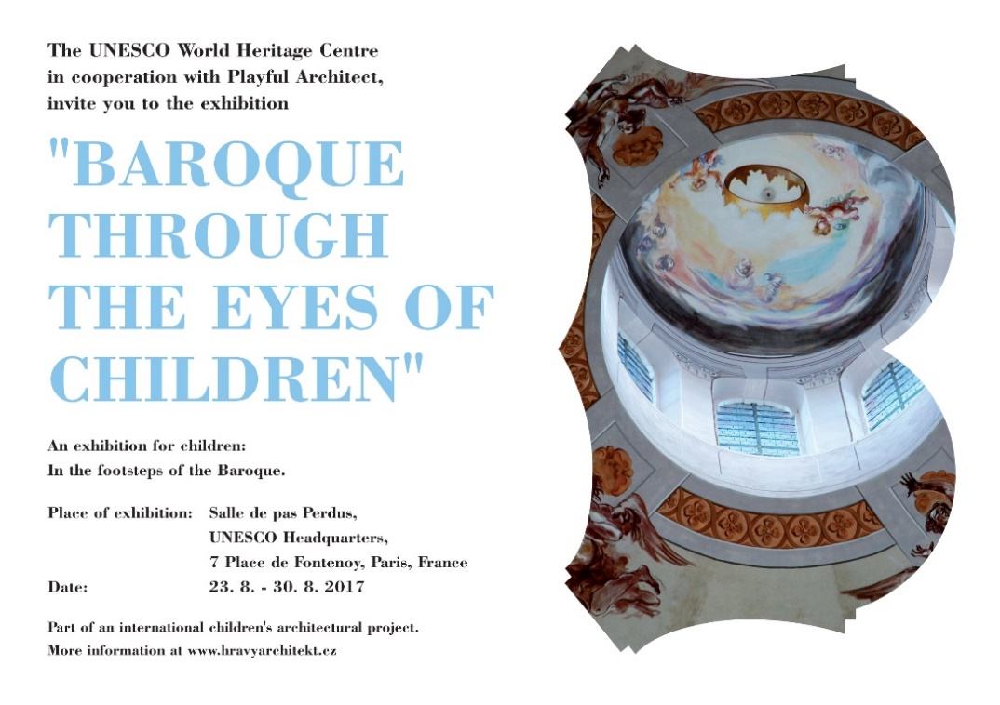 The UNESCO World Heritage Centre
in cooperation with Playful Architect,
invite you to the exhibition
"BAROQUE
THROUGH
THE EYES OF
CHILDREN"
An exhibition for children:
In the footsteps of the Baroque.
Place of exhibition: Salle de pas Perdus,
UNESCO Headquarters,
7 Place de Fontenoy, Paris, France
Date: 23. 8. - 30. 8. 2017
Part of an international children's architectural project.
More information at www.hravyarchitekt.cz